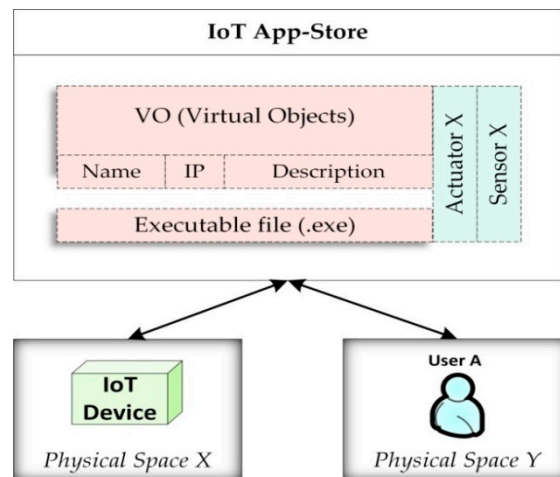 IoT App-Store
VO (Virtual Objects)
Name
IP
Description
Executable file (.exe)
Actuator X
Sensor X
IoT
Device
Physical Space X
User A
Physical Space Y